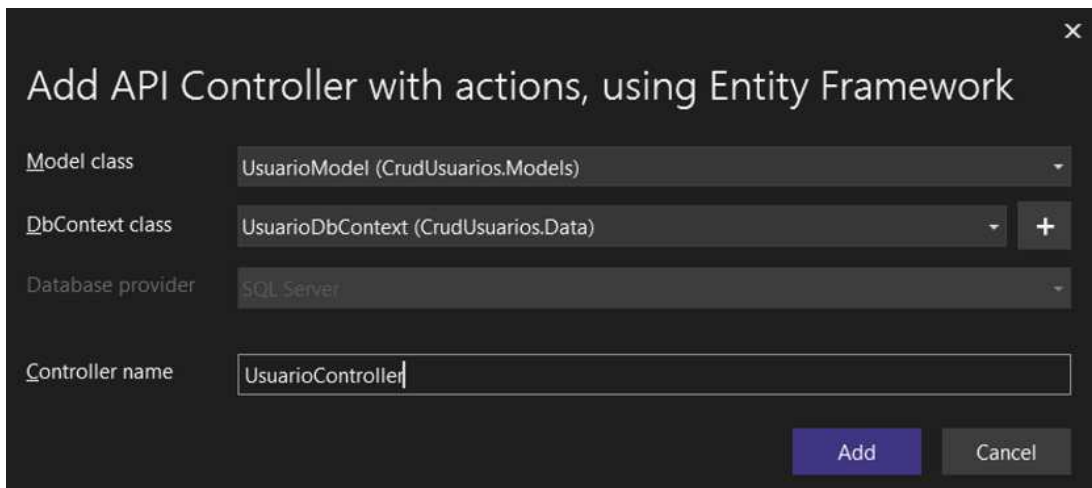 Add API Controller with actions, using Entity Framework
Model class
UsuarioModel (CrudUsuarios.Models)
DbContext class
UsuarioDbContext (CrudUsuarios.Data)
Database provider
SQL Server
Controller name
UsuarioController
Add Cancel